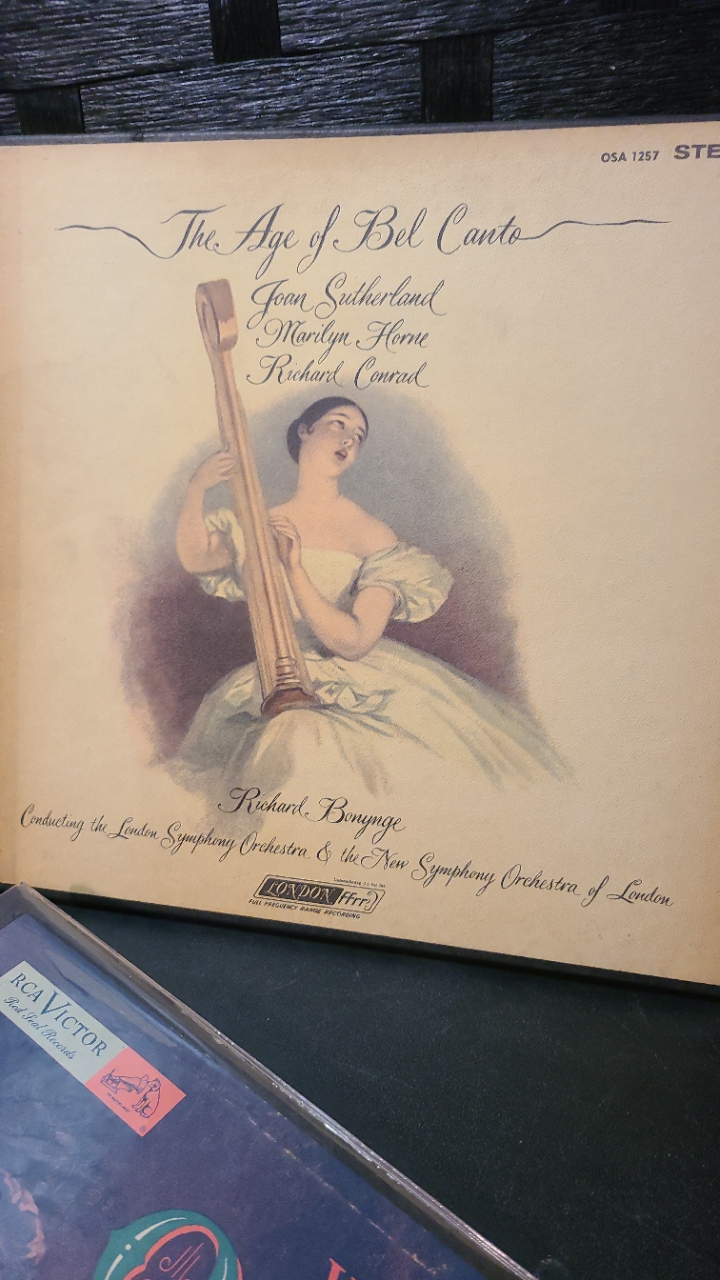 OSA 1257 STE
The Age of Bel Canto
Joan Sutherland
Marilyn Horne
Richard Conrad
Richard Bonynge
Conducting the London Symphony Orchestra & the New Symphony Orchestra of London
LONDON ffrr
FULL FREQUENCY RANGE RECORDING
RCA VICTOR
Red Seal Records